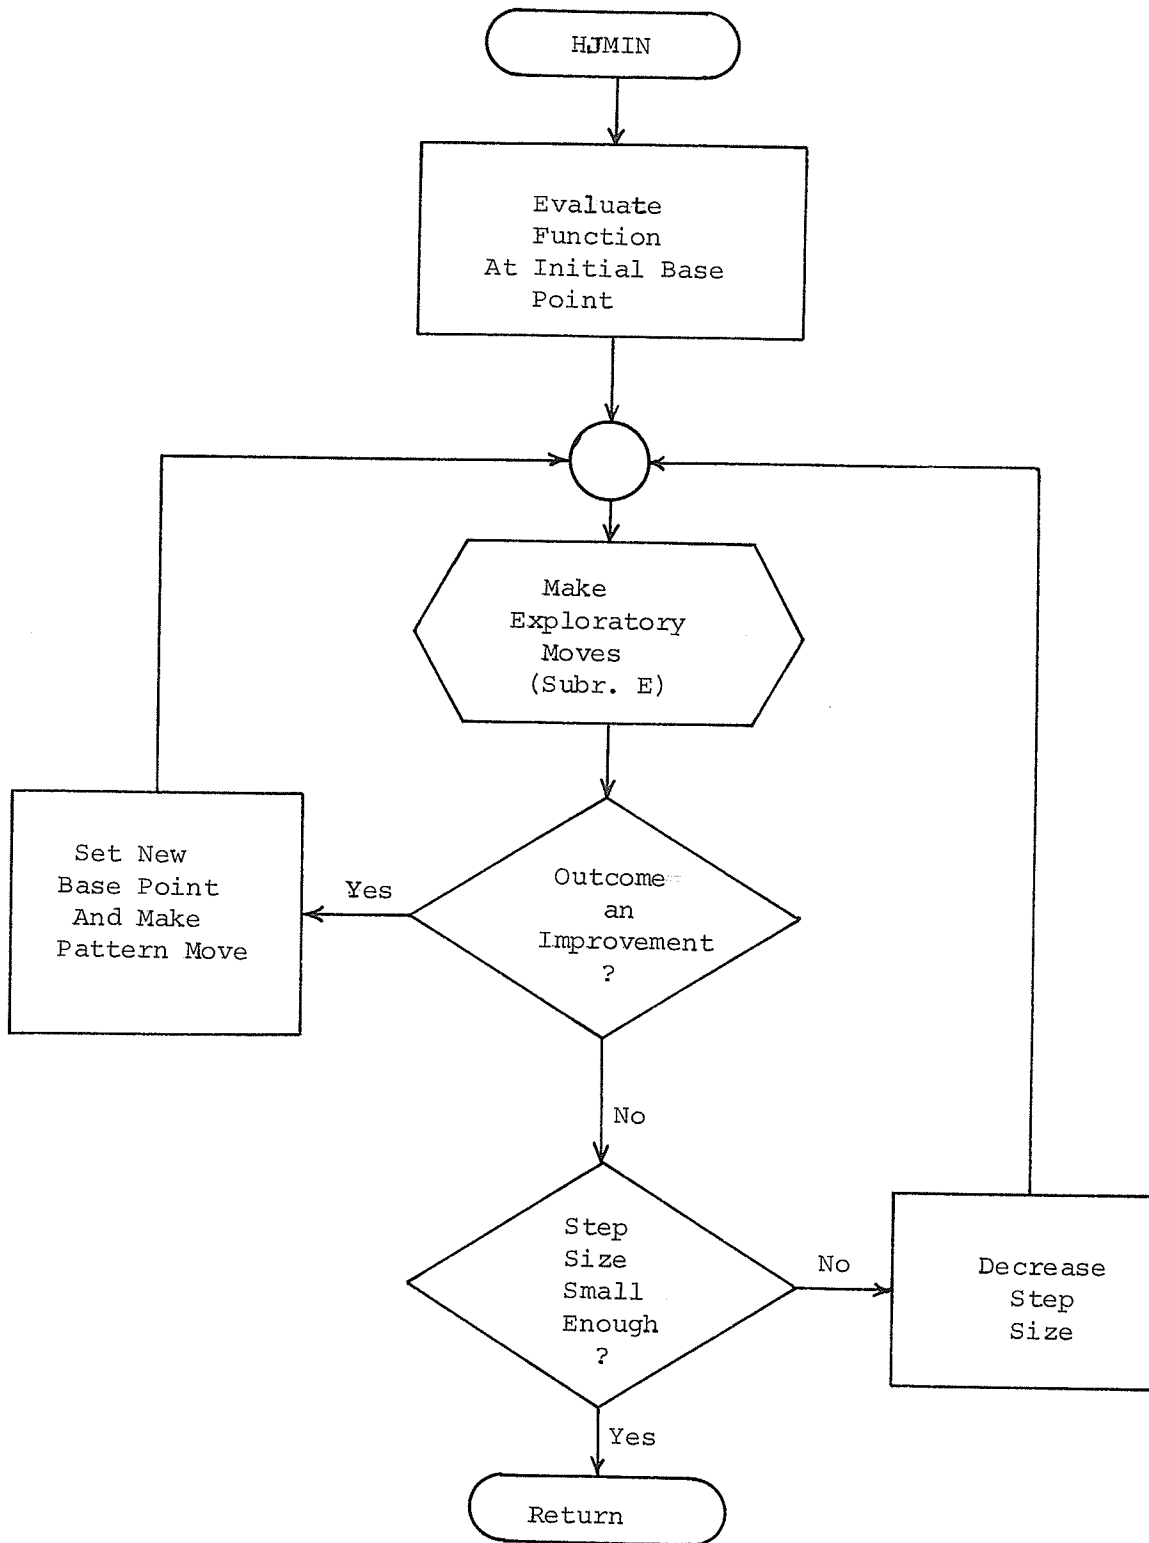 HJMIN
Evaluate
Function
At Initial Base
Point
Make
Exploratory
Moves
(Subr. E)
Set New
Base Point
And Make
Pattern Move
Yes
Outcome
an
Improvement
?
No
Step
Size
Small
Enough
?
No
Decrease
Step
Size
Yes
Return